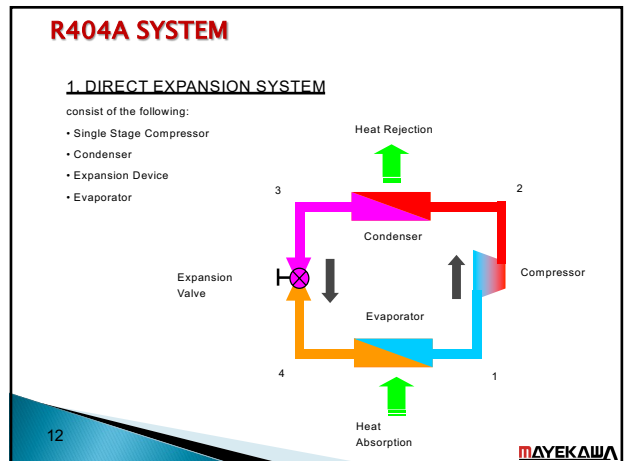 R404A SYSTEM
1. DIRECT EXPANSION SYSTEM
consist of the following:
• Single Stage Compressor
• Condenser
• Expansion Device
• Evaporator
Heat Rejection
3
2
Condenser
Expansion
Valve
Compressor
Evaporator
4
1
Heat
Absorption
12
MAYEKAWA